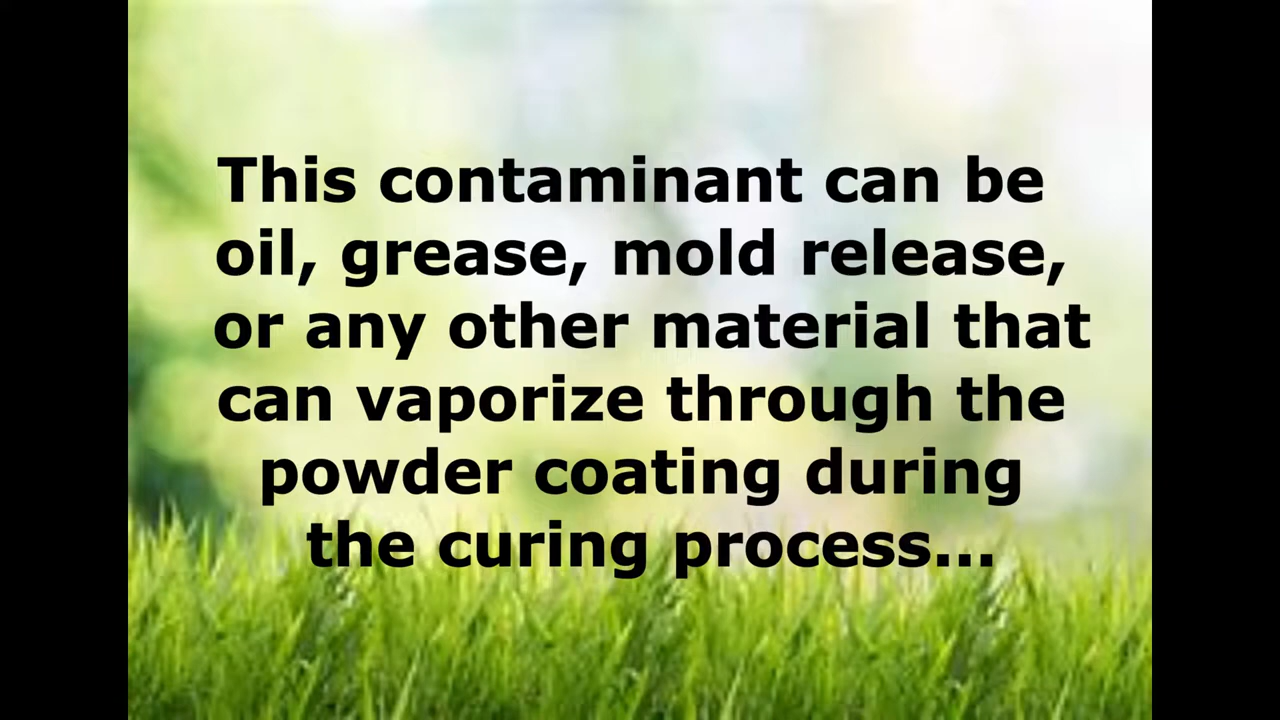 This contaminant can be
oil, grease, mold release,
or any other material that
can vaporize through the
powder coating during
the curing process...